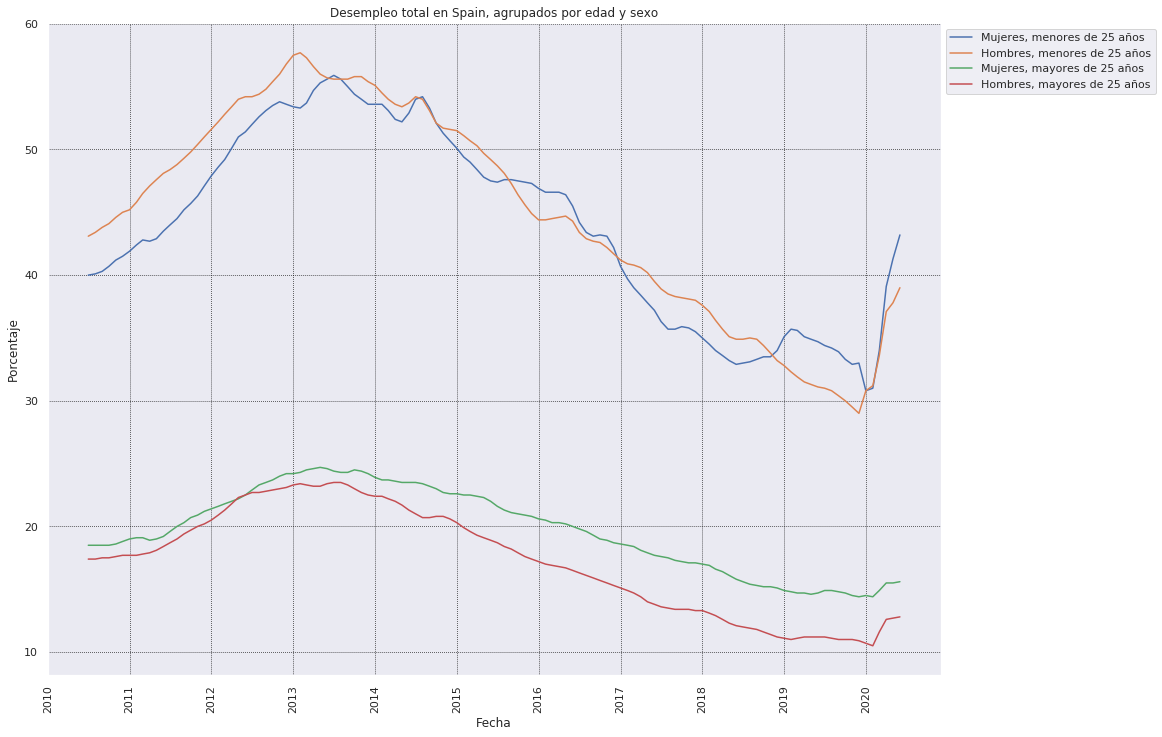 Desempleo total en Spain, agrupados por edad y sexo
Mujeres, menores de 25 años
Hombres, menores de 25 años
Mujeres, mayores de 25 años
Hombres, mayores de 25 años
Porcentaje
60
50
40
30
20
10
2010
2011
2012
2013
2014
2015
2016
2017
2018
2019
2020
Fecha